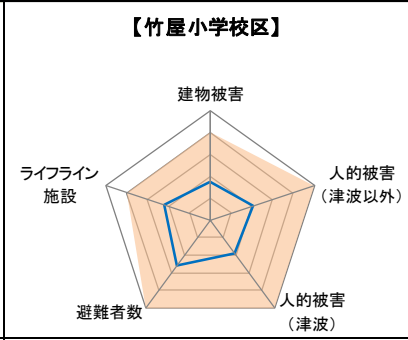 【竹屋小学校区】
建物被害
人的被害
（津波以外）
人的被害
（津波）
避難者数
ライフライン
施設